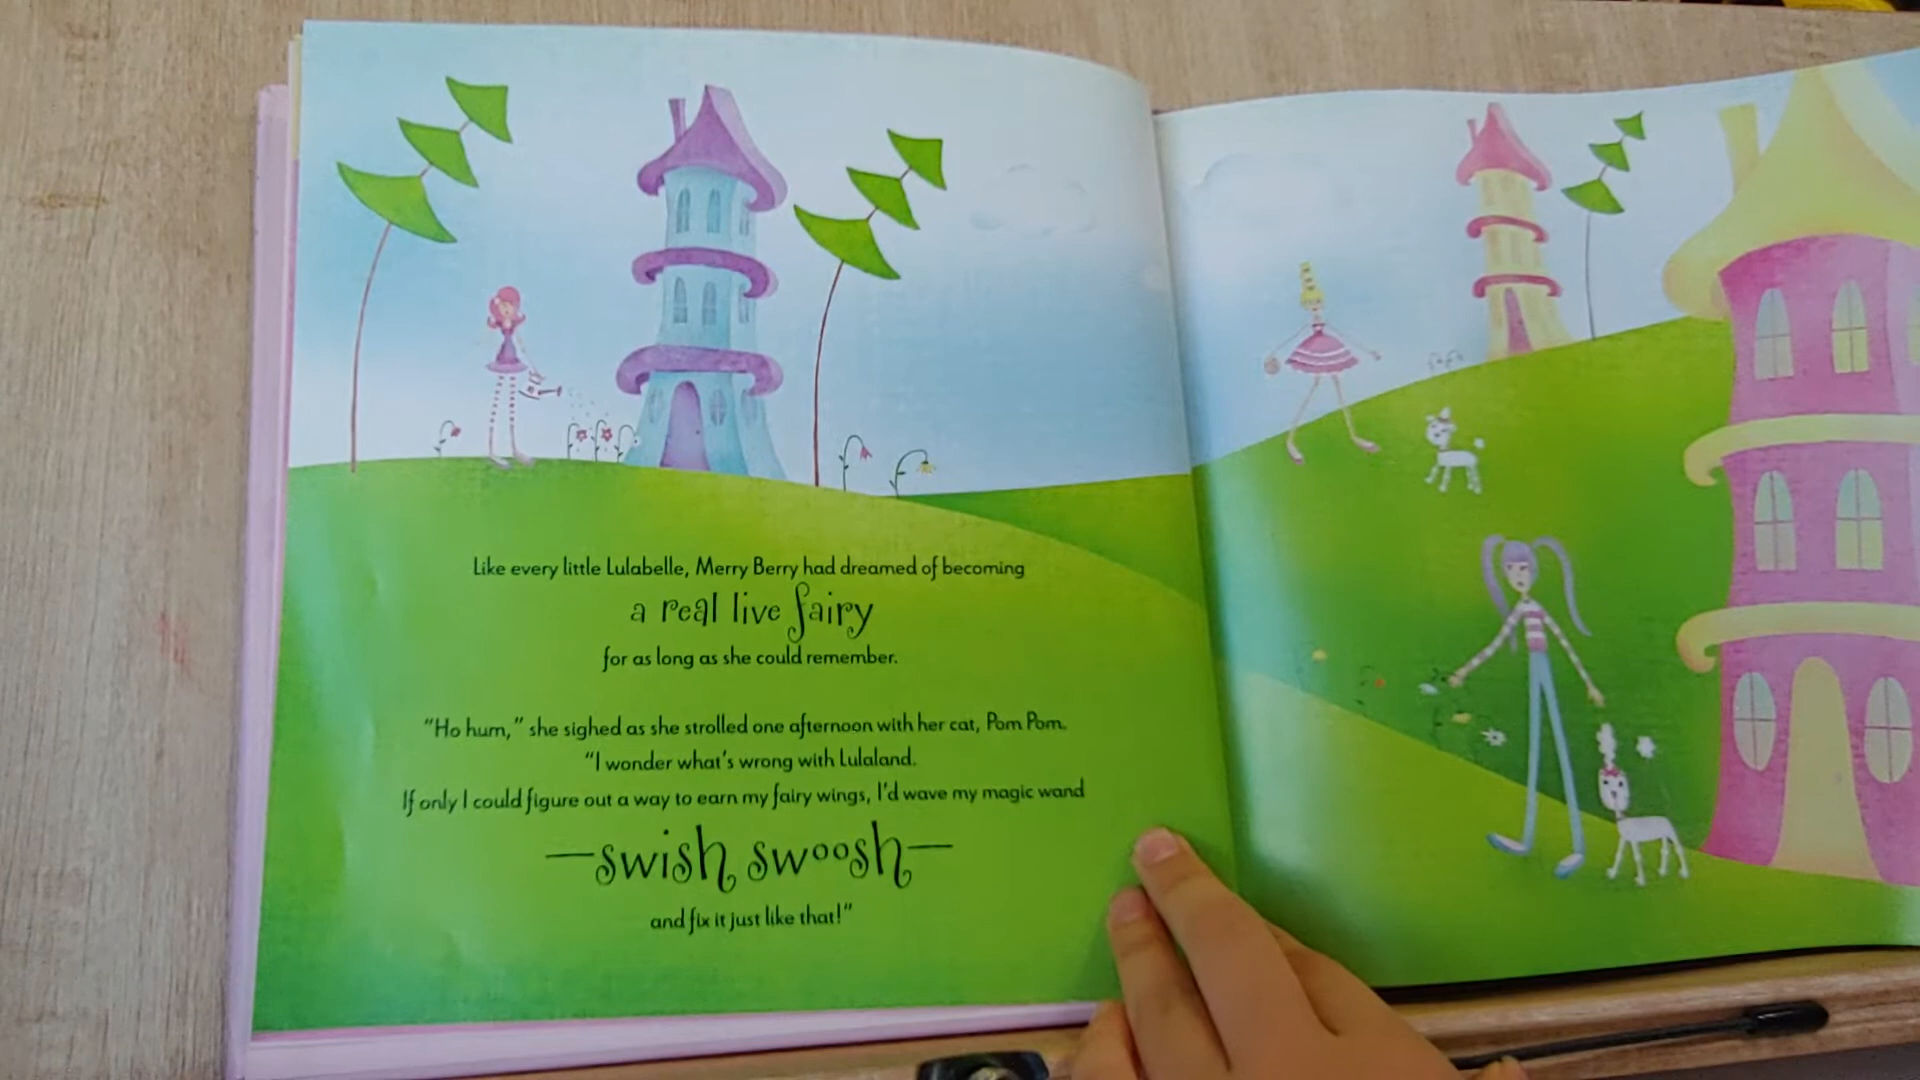 Like every little Lulabelle, Merry Berry had dreamed of becoming
a real live fairy
for as long as she could remember.
“Ho hum,” she sighed as she strolled one afternoon with her cat, Pom Pom.
“I wonder what’s wrong with Lulaland.
If only I could figure out a way to earn my fairy wings, I’d wave my magic wand
—swish swoosh—
and fix it just like that!”